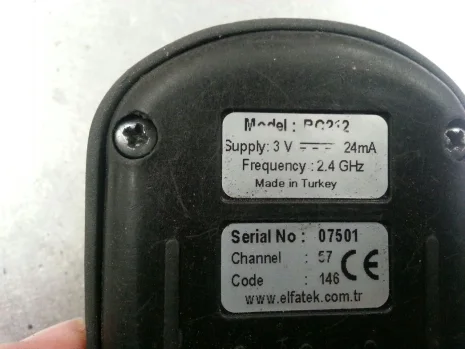 Model : RC212
Supply: 3 V 24mA
Frequency : 2.4 GHz
Made in Turkey
Serial No : 07501
Channel : 57
Code : 146 CE
www.elfatek.com.tr